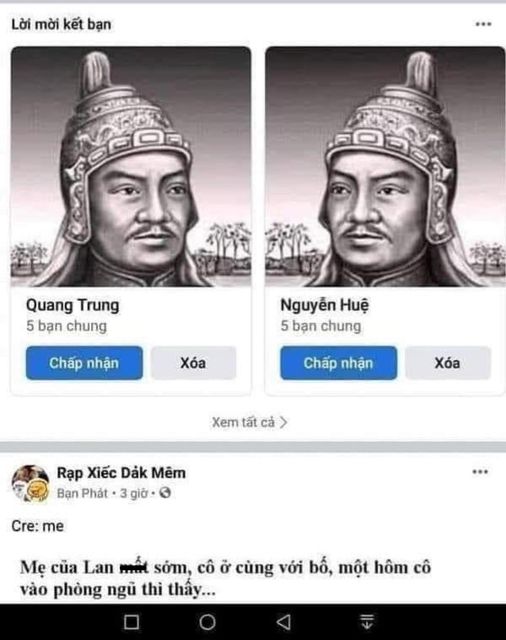 Lời mời kết bạn
Quang Trung
5 bạn chung
Chấp nhận Xóa
Nguyễn Huệ
5 bạn chung
Chấp nhận Xóa
Xem tất cả
Rạp Xiếc Dảk Mêm
Bạn Phát · 3 giờ ·
Cre: me
Mẹ của Lan mất sớm, cô ở cùng với bố, một hôm cô
vào phòng ngủ thì thấy...